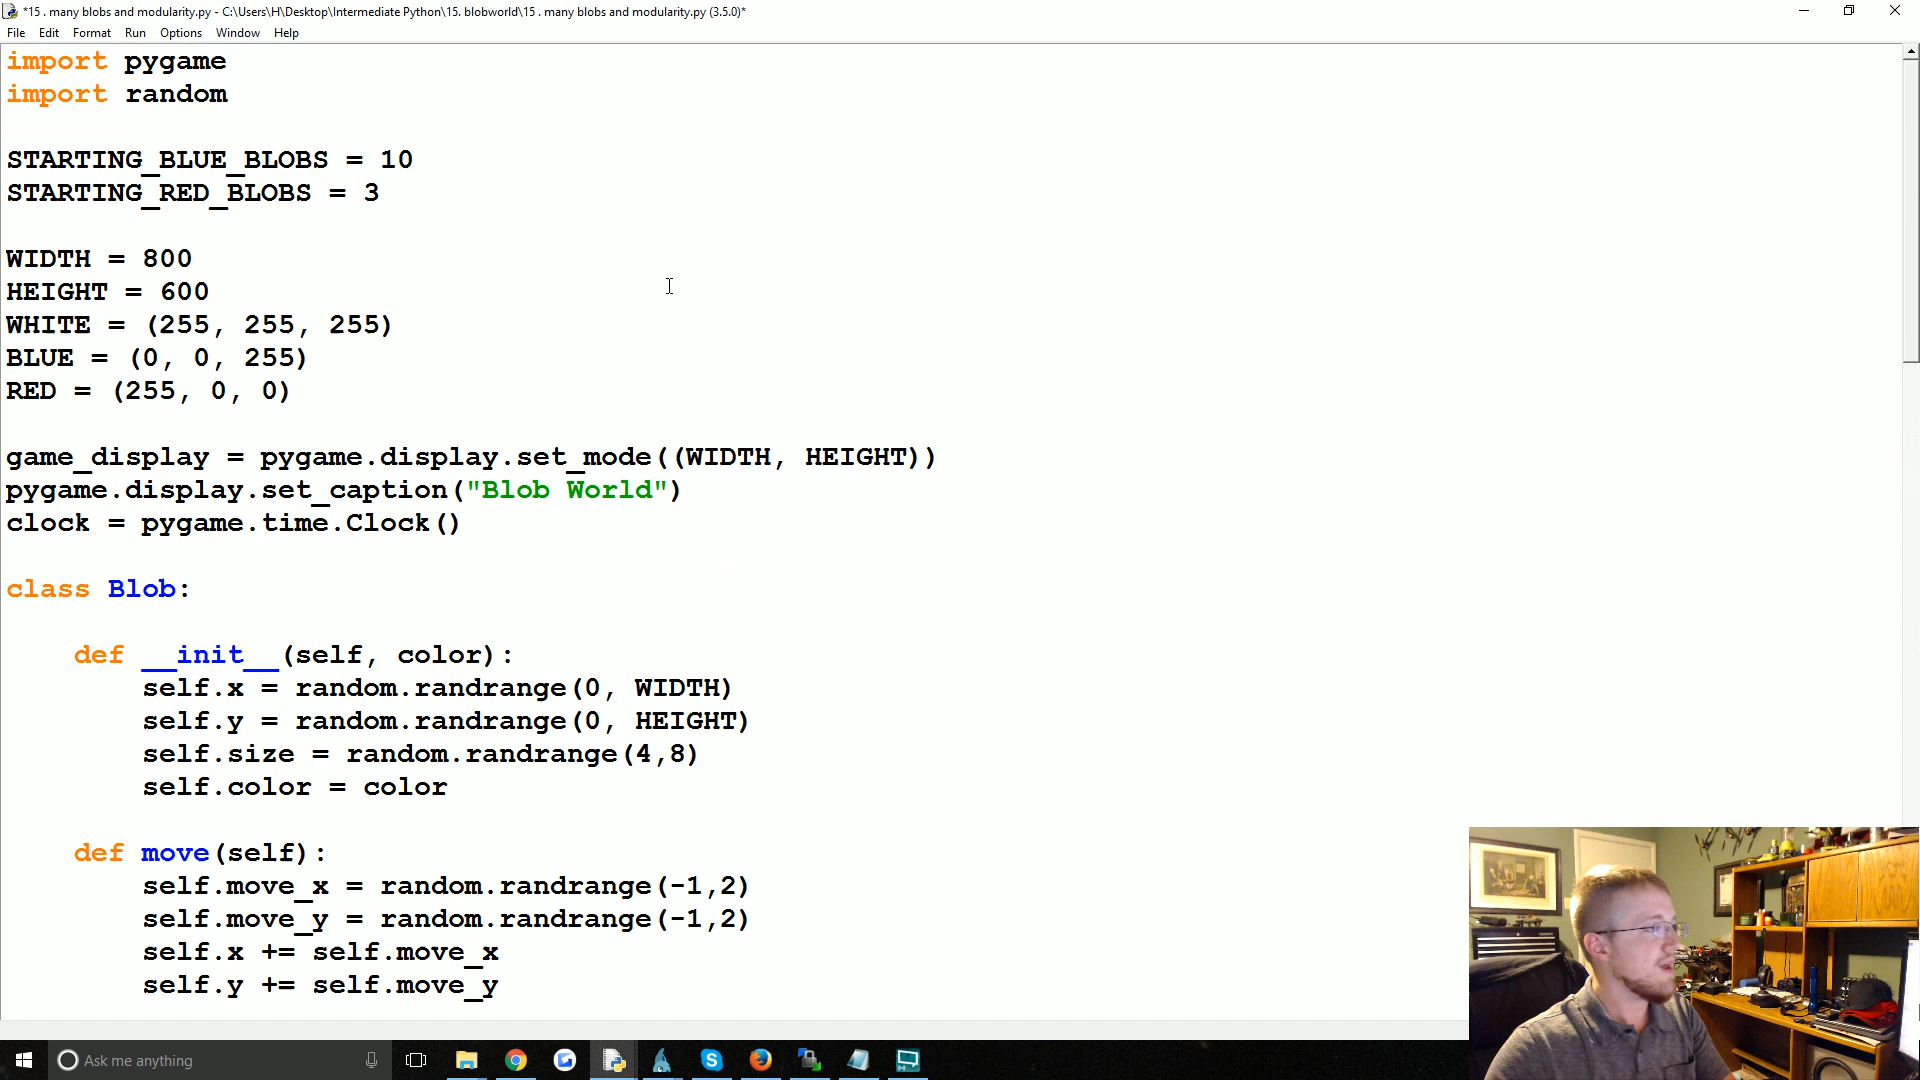 *15 . many blobs and modularity.py - C:\Users\H\Desktop\Intermediate Python\15. blobworld\15 . many blobs and modularity.py (3.5.0)*
File Edit Format Run Options Window Help
import pygame
import random
STARTING_BLUE_BLOBS = 10
STARTING_RED_BLOBS = 3
WIDTH = 800
HEIGHT = 600
WHITE = (255, 255, 255)
BLUE = (0, 0, 255)
RED = (255, 0, 0)
game_display = pygame.display.set_mode((WIDTH, HEIGHT))
pygame.display.set_caption("Blob World")
clock = pygame.time.Clock()
class Blob:
def __init__(self, color):
self.x = random.randrange(0, WIDTH)
self.y = random.randrange(0, HEIGHT)
self.size = random.randrange(4,8)
self.color = color
def move(self):
self.move_x = random.randrange(-1,2)
self.move_y = random.randrange(-1,2)
self.x += self.move_x
self.y += self.move_y
Ask me anything